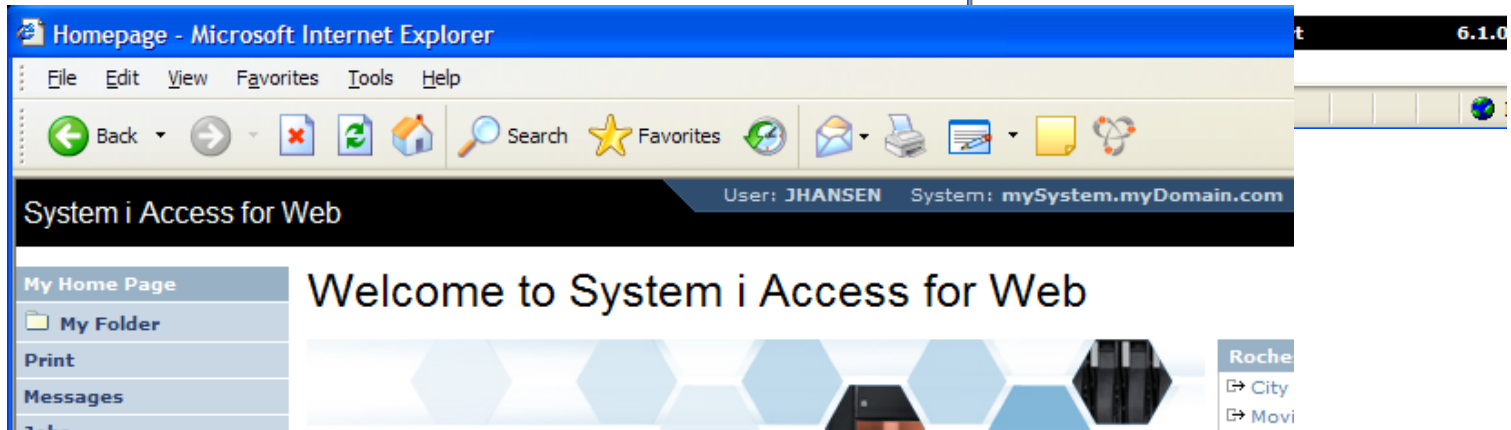 Homepage - Microsoft Internet Explorer
6.1.0
File Edit View Favorites Tools Help
Back Search Favorites
User: JHANSEN System: mySystem.myDomain.com
System i Access for Web
My Home Page
Welcome to System i Access for Web
My Folder
Print
Messages
City